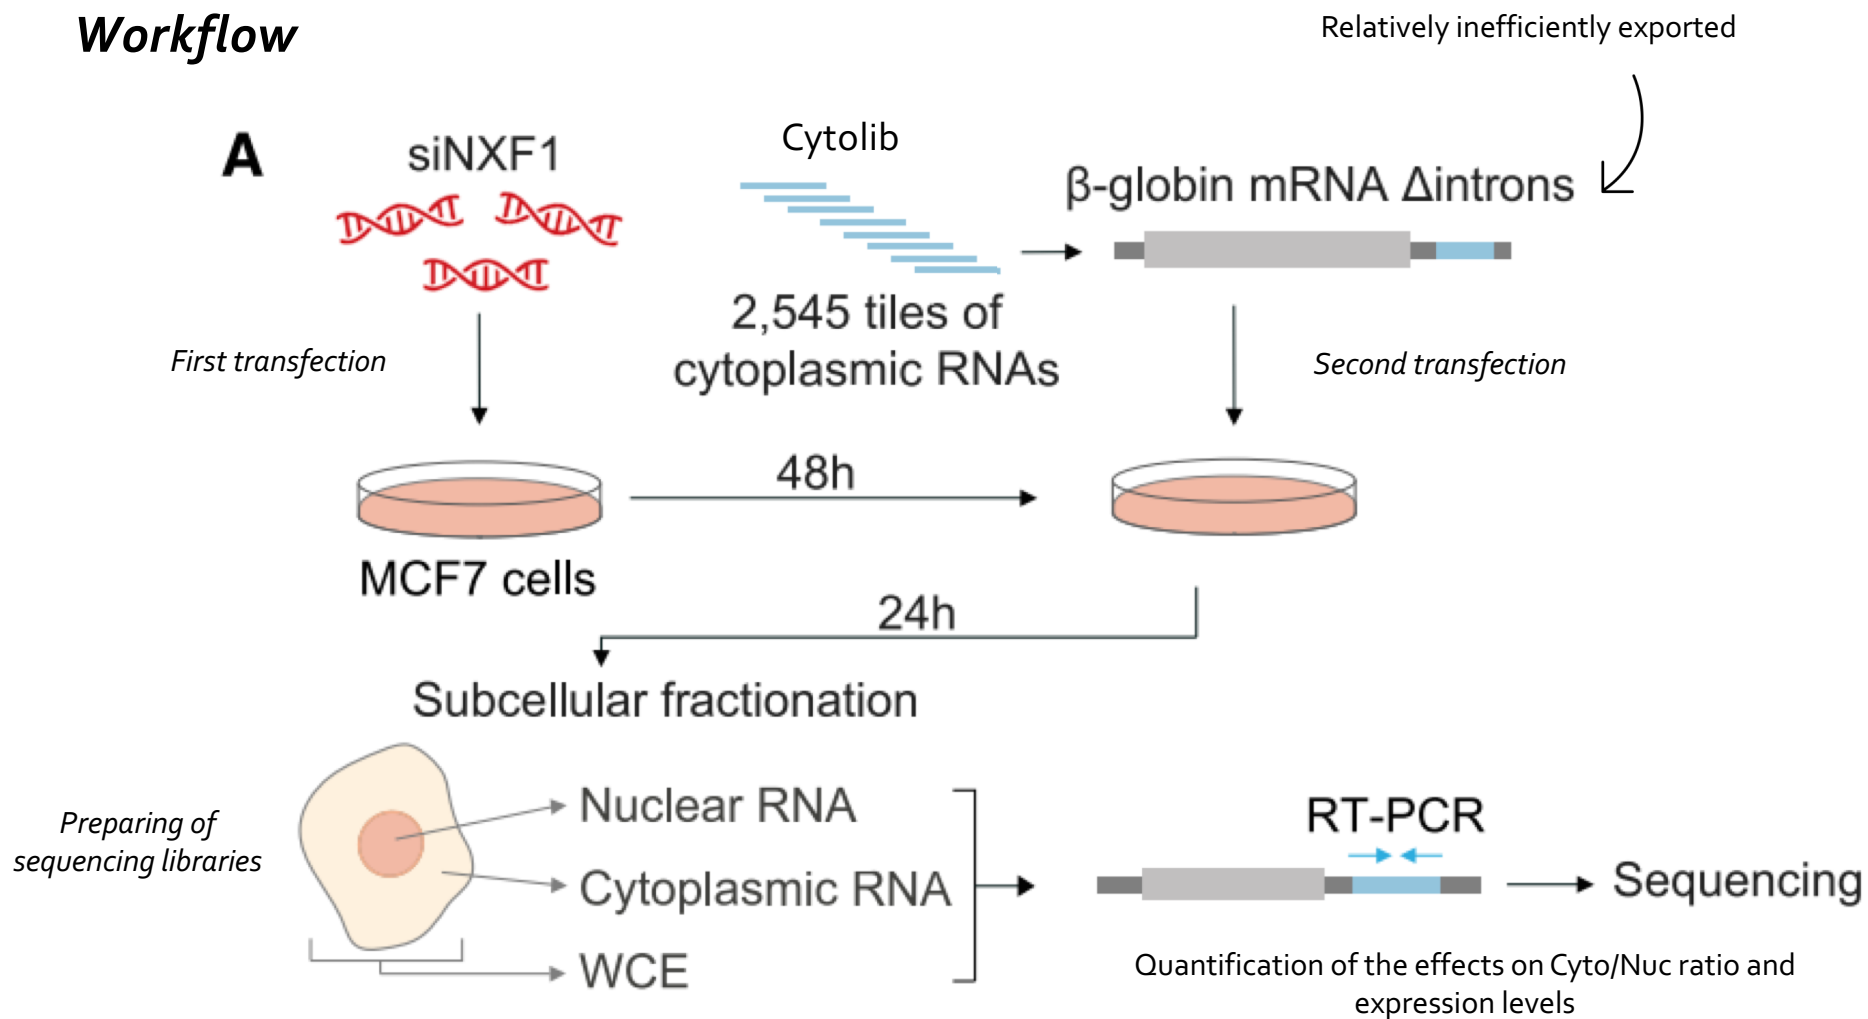 Workflow
Relatively inefficiently exported
A
siNXF1
Cytolib
β-globin mRNA Δintrons
2,545 tiles of
cytoplasmic RNAs
First transfection
Second transfection
48h
MCF7 cells
24h
Subcellular fractionation
Preparing of
sequencing libraries
Nuclear RNA
Cytoplasmic RNA
WCE
RT-PCR
Sequencing
Quantification of the effects on Cyto/Nuc ratio and
expression levels